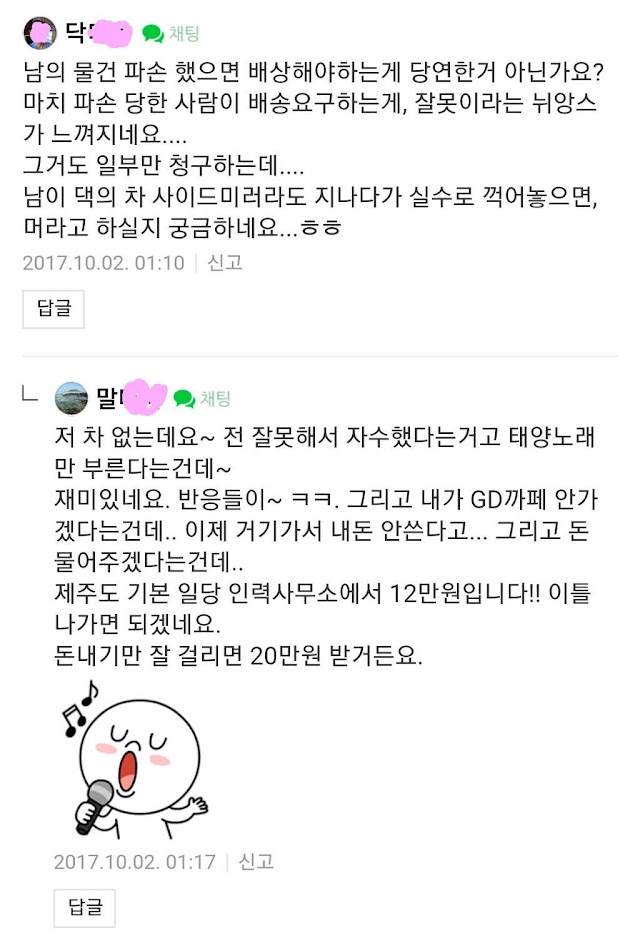 닥
채팅
남의 물건 파손 했으면 배상해야하는게 당연한거 아닌가요?
마치 파손 당한 사람이 배송요구하는게, 잘못이라는 뉘앙스
가 느껴지네요....
그거도 일부만 청구하는데....
남이 댁의 차 사이드미러라도 지나다가 실수로 꺽어놓으면,
머라고 하실지 궁금하네요...ㅎㅎ
2017.10.02. 01:10 신고
답글
말
채팅
저 차 없는데요~ 전 잘못해서 자수했다는거고 태양노래
만 부른다는건데~
재미있네요. 반응들이~ ㅋㅋ. 그리고 내가 GD까페 안가
겠다는건데.. 이제 거기가서 내돈 안쓴다고... 그리고 돈
물어주겠다는건데..
제주도 기본 일당 인력사무소에서 12만원입니다!! 이틀
나가면 되겠네요.
돈내기만 잘 걸리면 20만원 받거든요.
2017.10.02. 01:17 신고
답글